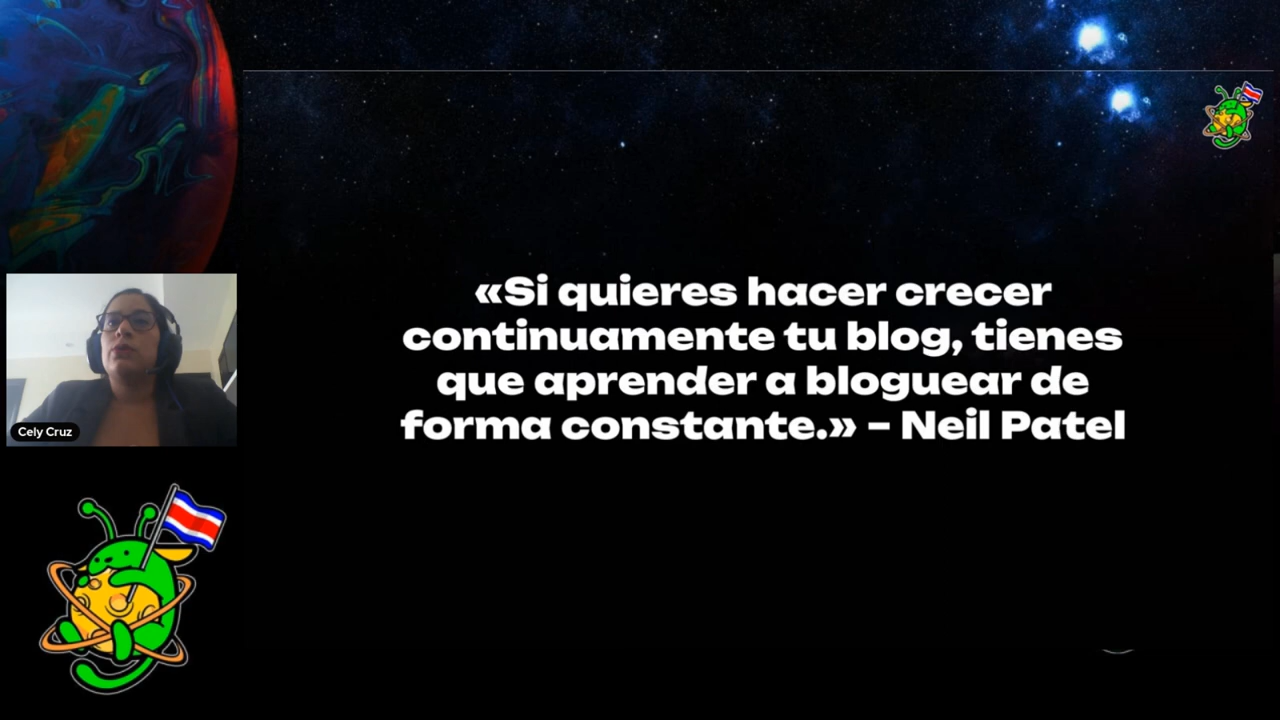 «Si quieres hacer crecer
continuamente tu blog, tienes
que aprender a bloguear de
forma constante.» – Neil Patel
Cely Cruz